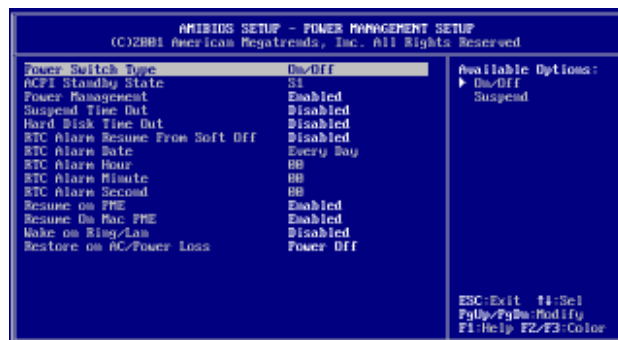 AMIBIOS SETUP - POWER MANAGEMENT SETUP
(C)2001 American Megatrends, Inc. All Rights Reserved
Power Switch Type On/Off
ACPI Standby State S1
Power Management Enabled
Suspend Time Out Disabled
Hard Disk Time Out Disabled
RTC Alarm Resume From Soft Off Disabled
RTC Alarm Date Every Day
RTC Alarm Hour 00
RTC Alarm Minute 00
RTC Alarm Second 00
Resume on PME Enabled
Resume On Mac PME Enabled
Wake on Ring/Lan Disabled
Restore on AC/Power Loss Power Off
Available Options:
▶ On/Off
Suspend
ESC:Exit ↑↓:Sel
PgUp/PgDn:Modify
F1:Help F2/F3:Color